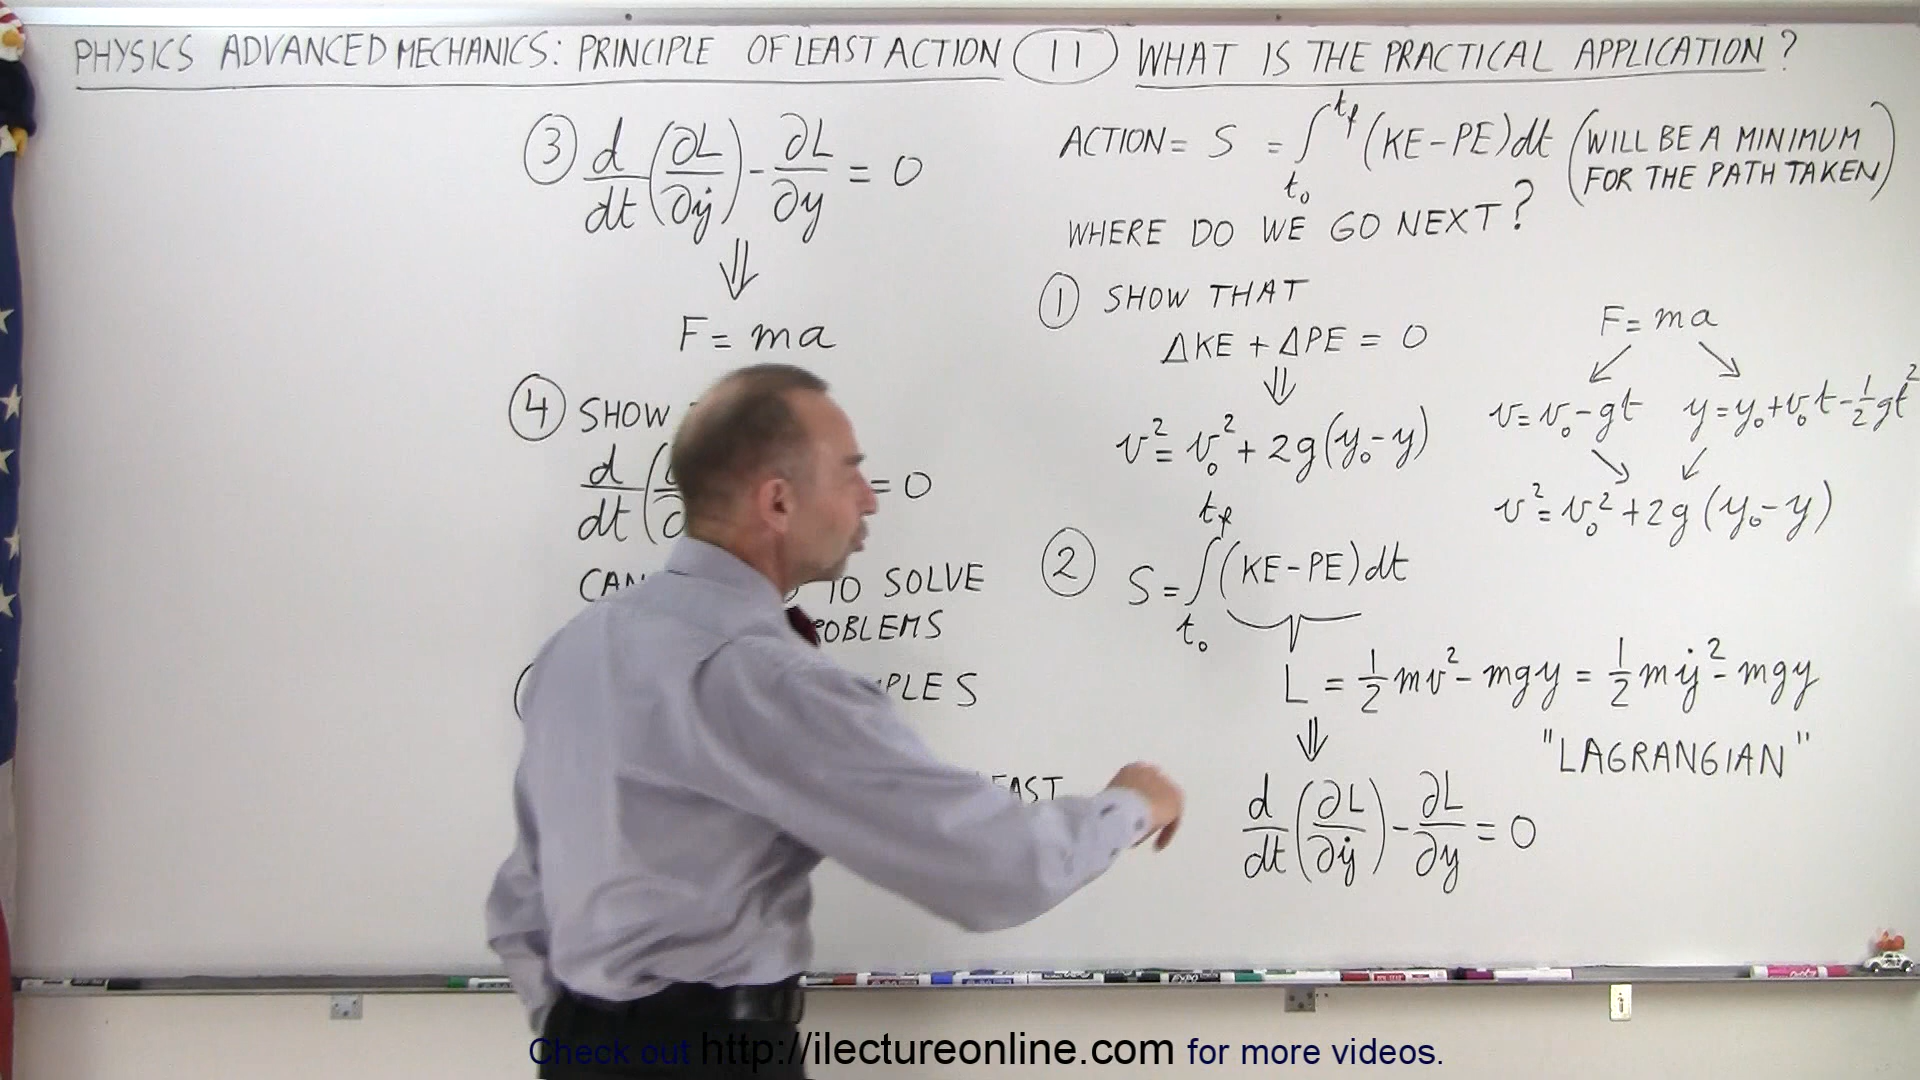 PHYSICS ADVANCED MECHANICS: PRINCIPLE OF LEAST ACTION (11) WHAT IS THE PRACTICAL APPLICATION?
③ d/dt (∂L/∂ẏ) - ∂L/∂y = 0
⇓
F = ma
④ SHOW
d/dt ( = 0
TO SOLVE
S
ACTION = S = ∫ t₀ t_f (KE - PE) dt (WILL BE A MINIMUM
FOR THE PATH TAKEN)
WHERE DO WE GO NEXT?
① SHOW THAT
ΔKE + ΔPE = 0
⇓
v² = v₀² + 2g(y₀ - y)
F = ma
↙ ↘
v = v₀ - gt y = y₀ + v₀t - ½gt²
↘ ↙
v² = v₀² + 2g(y₀ - y)
② S = ∫ t₀ t_f (KE - PE) dt
L = ½mv² - mgy = ½mẏ² - mgy
⇓ "LAGRANGIAN"
d/dt (∂L/∂ẏ) - ∂L/∂y = 0
EXPO
Check out http://ilectureonline.com for more videos.